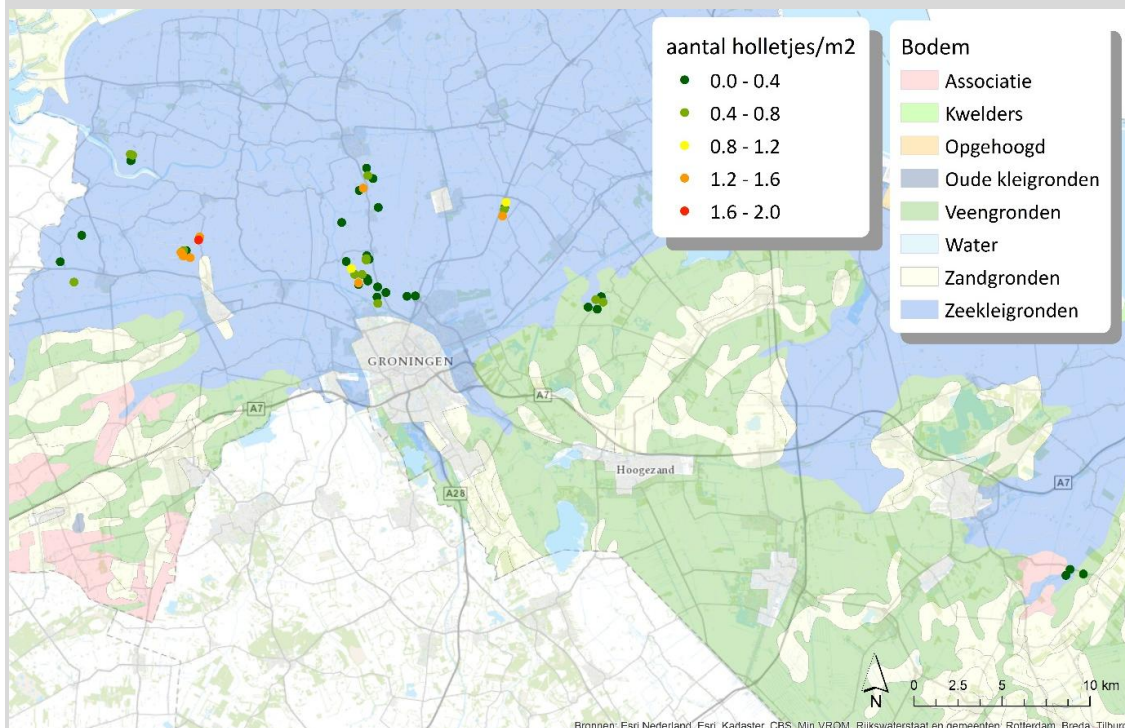 aantal holletjes/m2
0.0 - 0.4
0.4 - 0.8
0.8 - 1.2
1.2 - 1.6
1.6 - 2.0
Bodem
Associatie
Kwelders
Opgehoogd
Oude kleigronden
Veengronden
Water
Zandgronden
Zeekleigronden
GRONINGEN
A7
A7
Hoogezand
A28
A7
N
0 2.5 5 10 km
Bronnen: Esri Nederland, Esri, Kadaster, CBS, Min VROM, Rijkswaterstaat en gemeenten: Rotterdam, Breda, Tilburg